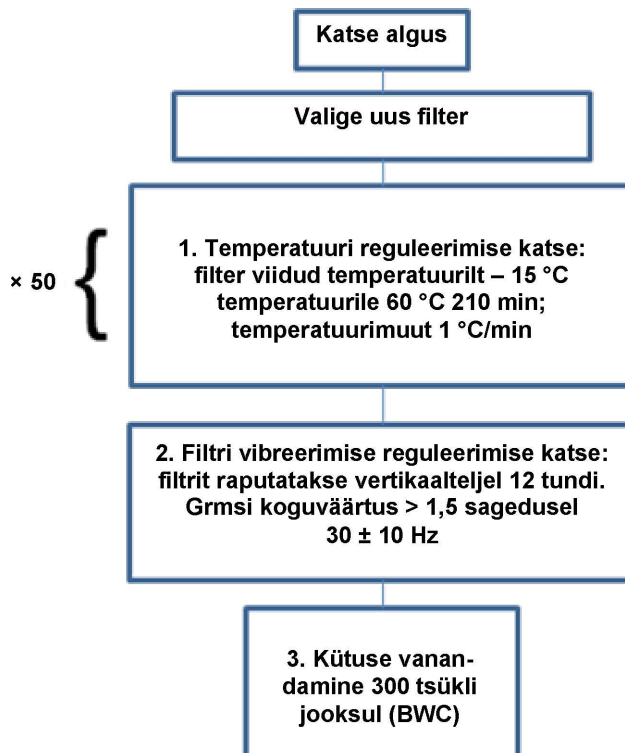 Katse algus
Valige uus filter
× 50
1. Temperatuuri reguleerimise katse:
filter viidud temperatuurilt – 15 °C
temperatuurile 60 °C 210 min;
temperatuurimuut 1 °C/min
2. Filtri vibreerimise reguleerimise katse:
filtrit raputatakse vertikaalteljel 12 tundi.
Grmsi koguväärtus > 1,5 sagedusel
30 ± 10 Hz
3. Kütuse vanan-
damine 300 tsükli
jooksul (BWC)